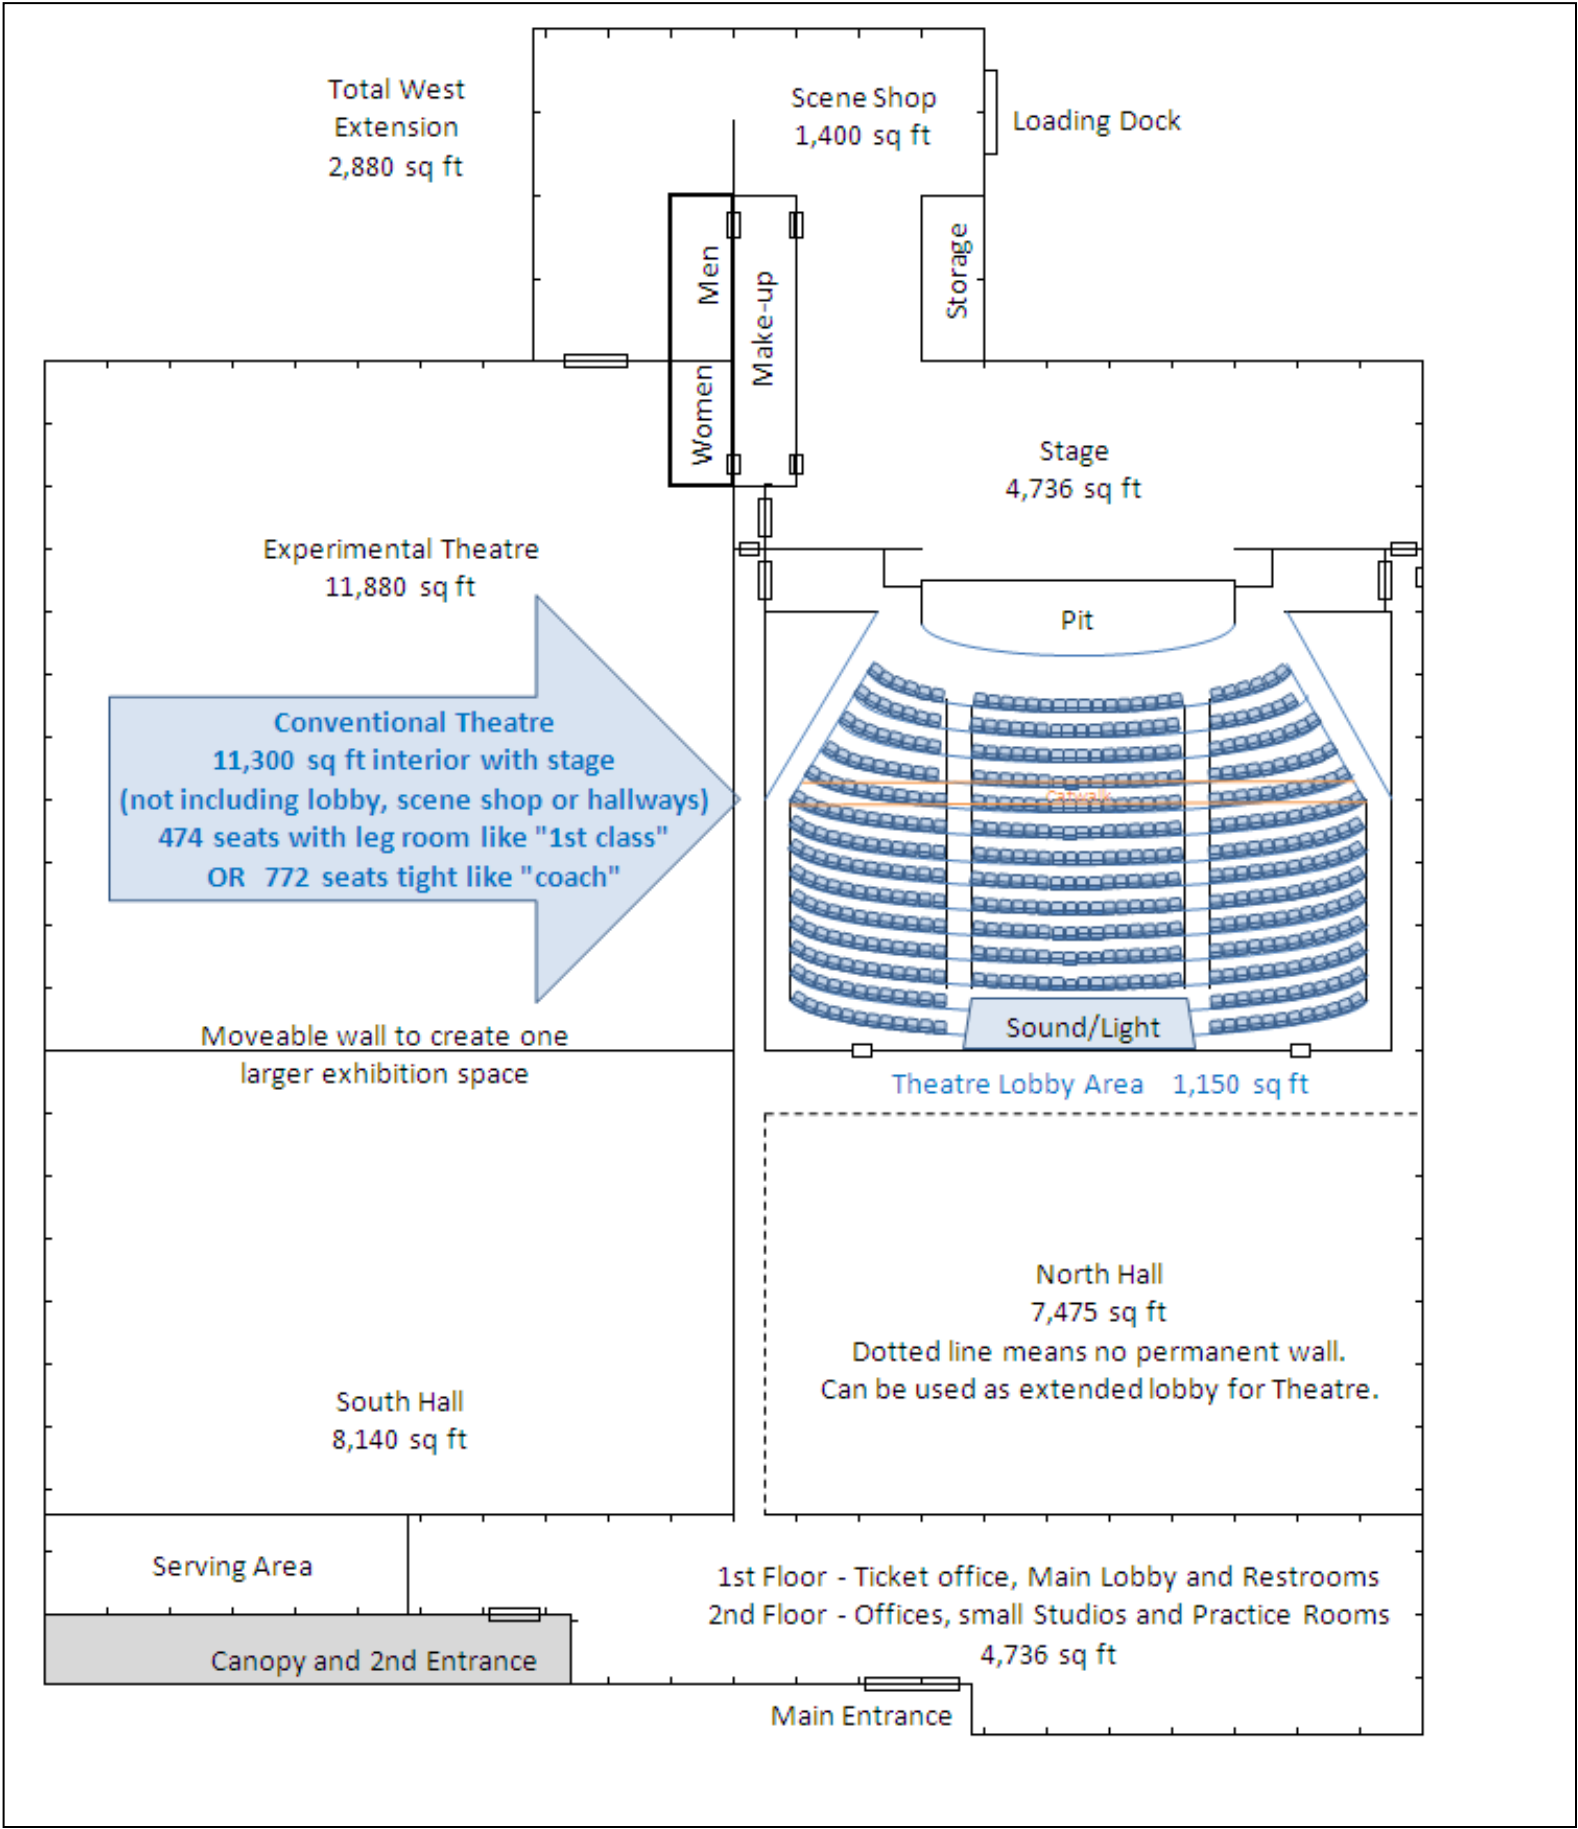 Total West
Extension
2,880 sq ft
Scene Shop
1,400 sq ft
Loading Dock
Men
Women
Make-up
Storage
Stage
4,736 sq ft
Experimental Theatre
11,880 sq ft
Pit
Conventional Theatre
11,300 sq ft interior with stage
(not including lobby, scene shop or hallways)
474 seats with leg room like "1st class"
OR 772 seats tight like "coach"
Catwalk
Sound/Light
Moveable wall to create one
larger exhibition space
Theatre Lobby Area 1,150 sq ft
North Hall
7,475 sq ft
Dotted line means no permanent wall.
Can be used as extended lobby for Theatre.
South Hall
8,140 sq ft
Serving Area
1st Floor - Ticket office, Main Lobby and Restrooms
2nd Floor - Offices, small Studios and Practice Rooms
4,736 sq ft
Canopy and 2nd Entrance
Main Entrance